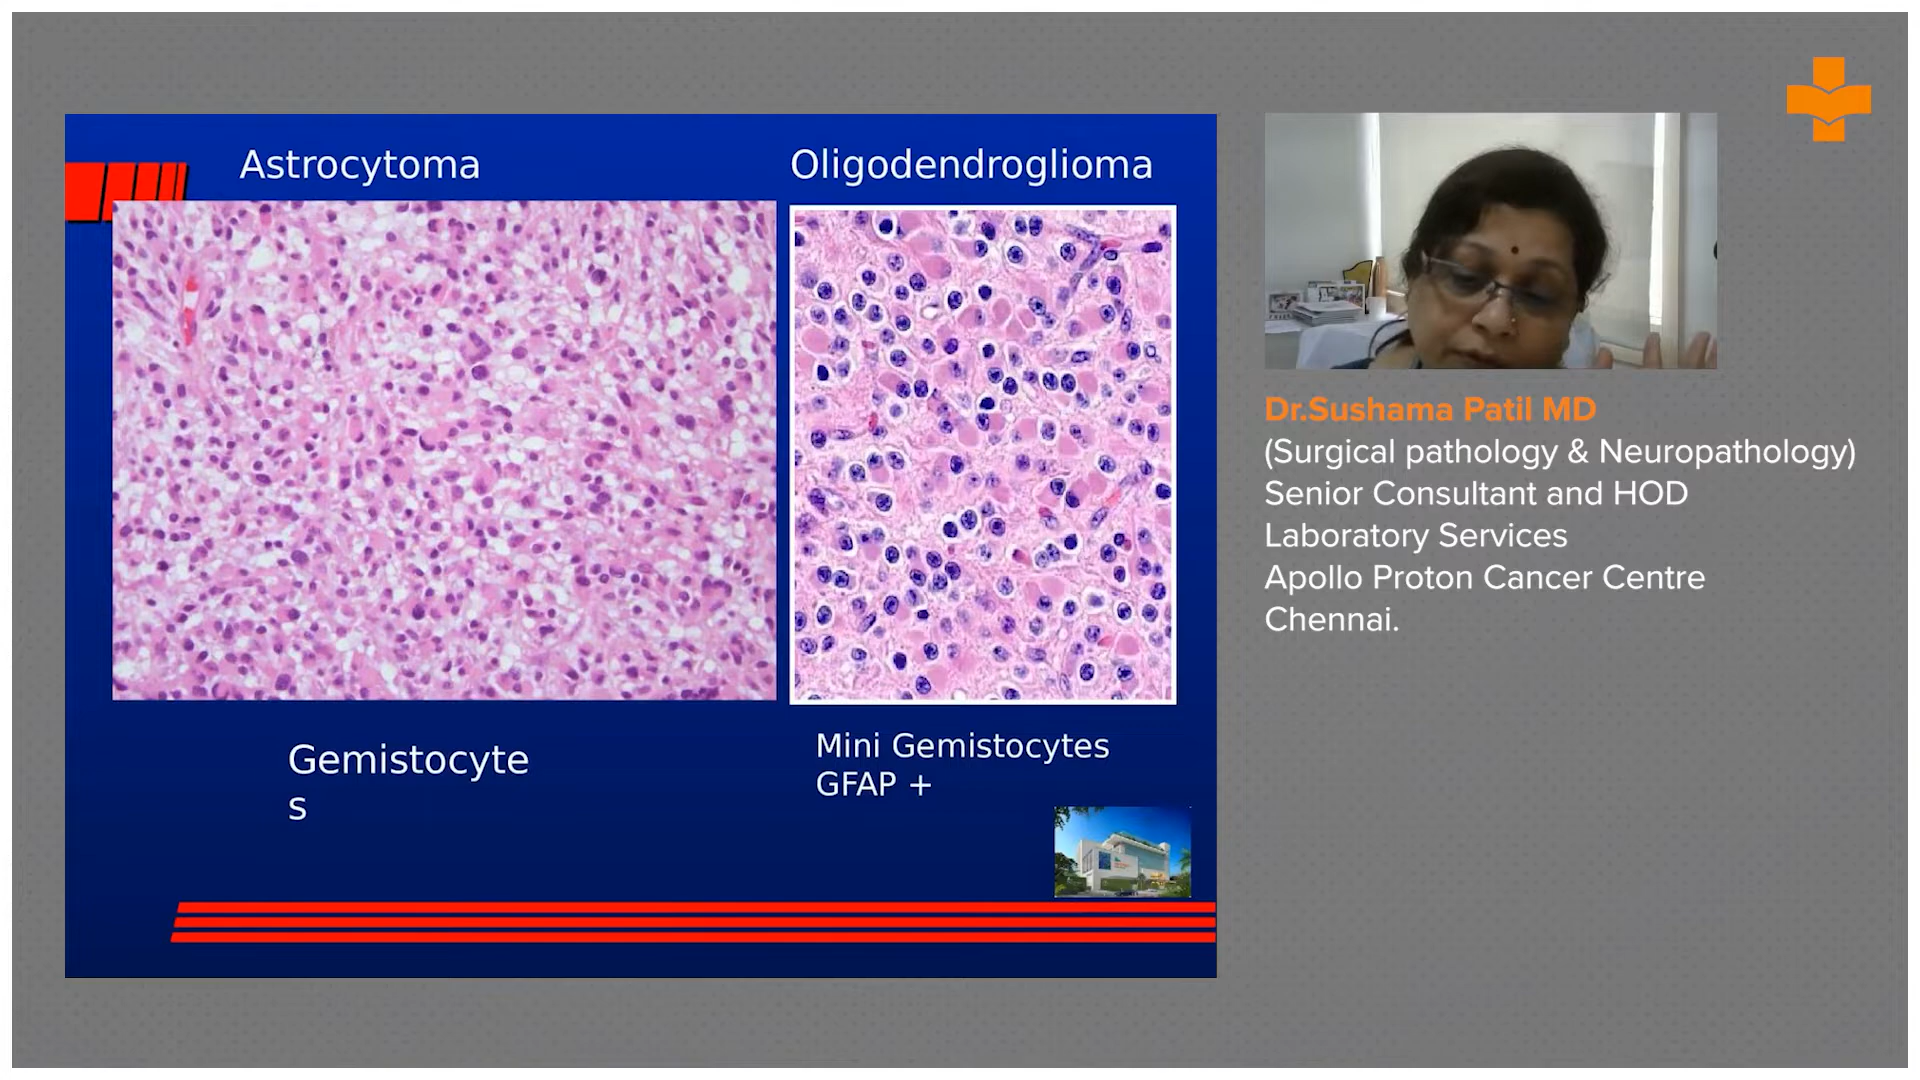 Astrocytoma
Oligodendroglioma
Gemistocyte
s
Mini Gemistocytes
GFAP +
Dr.Sushama Patil MD
(Surgical pathology & Neuropathology)
Senior Consultant and HOD
Laboratory Services
Apollo Proton Cancer Centre
Chennai.